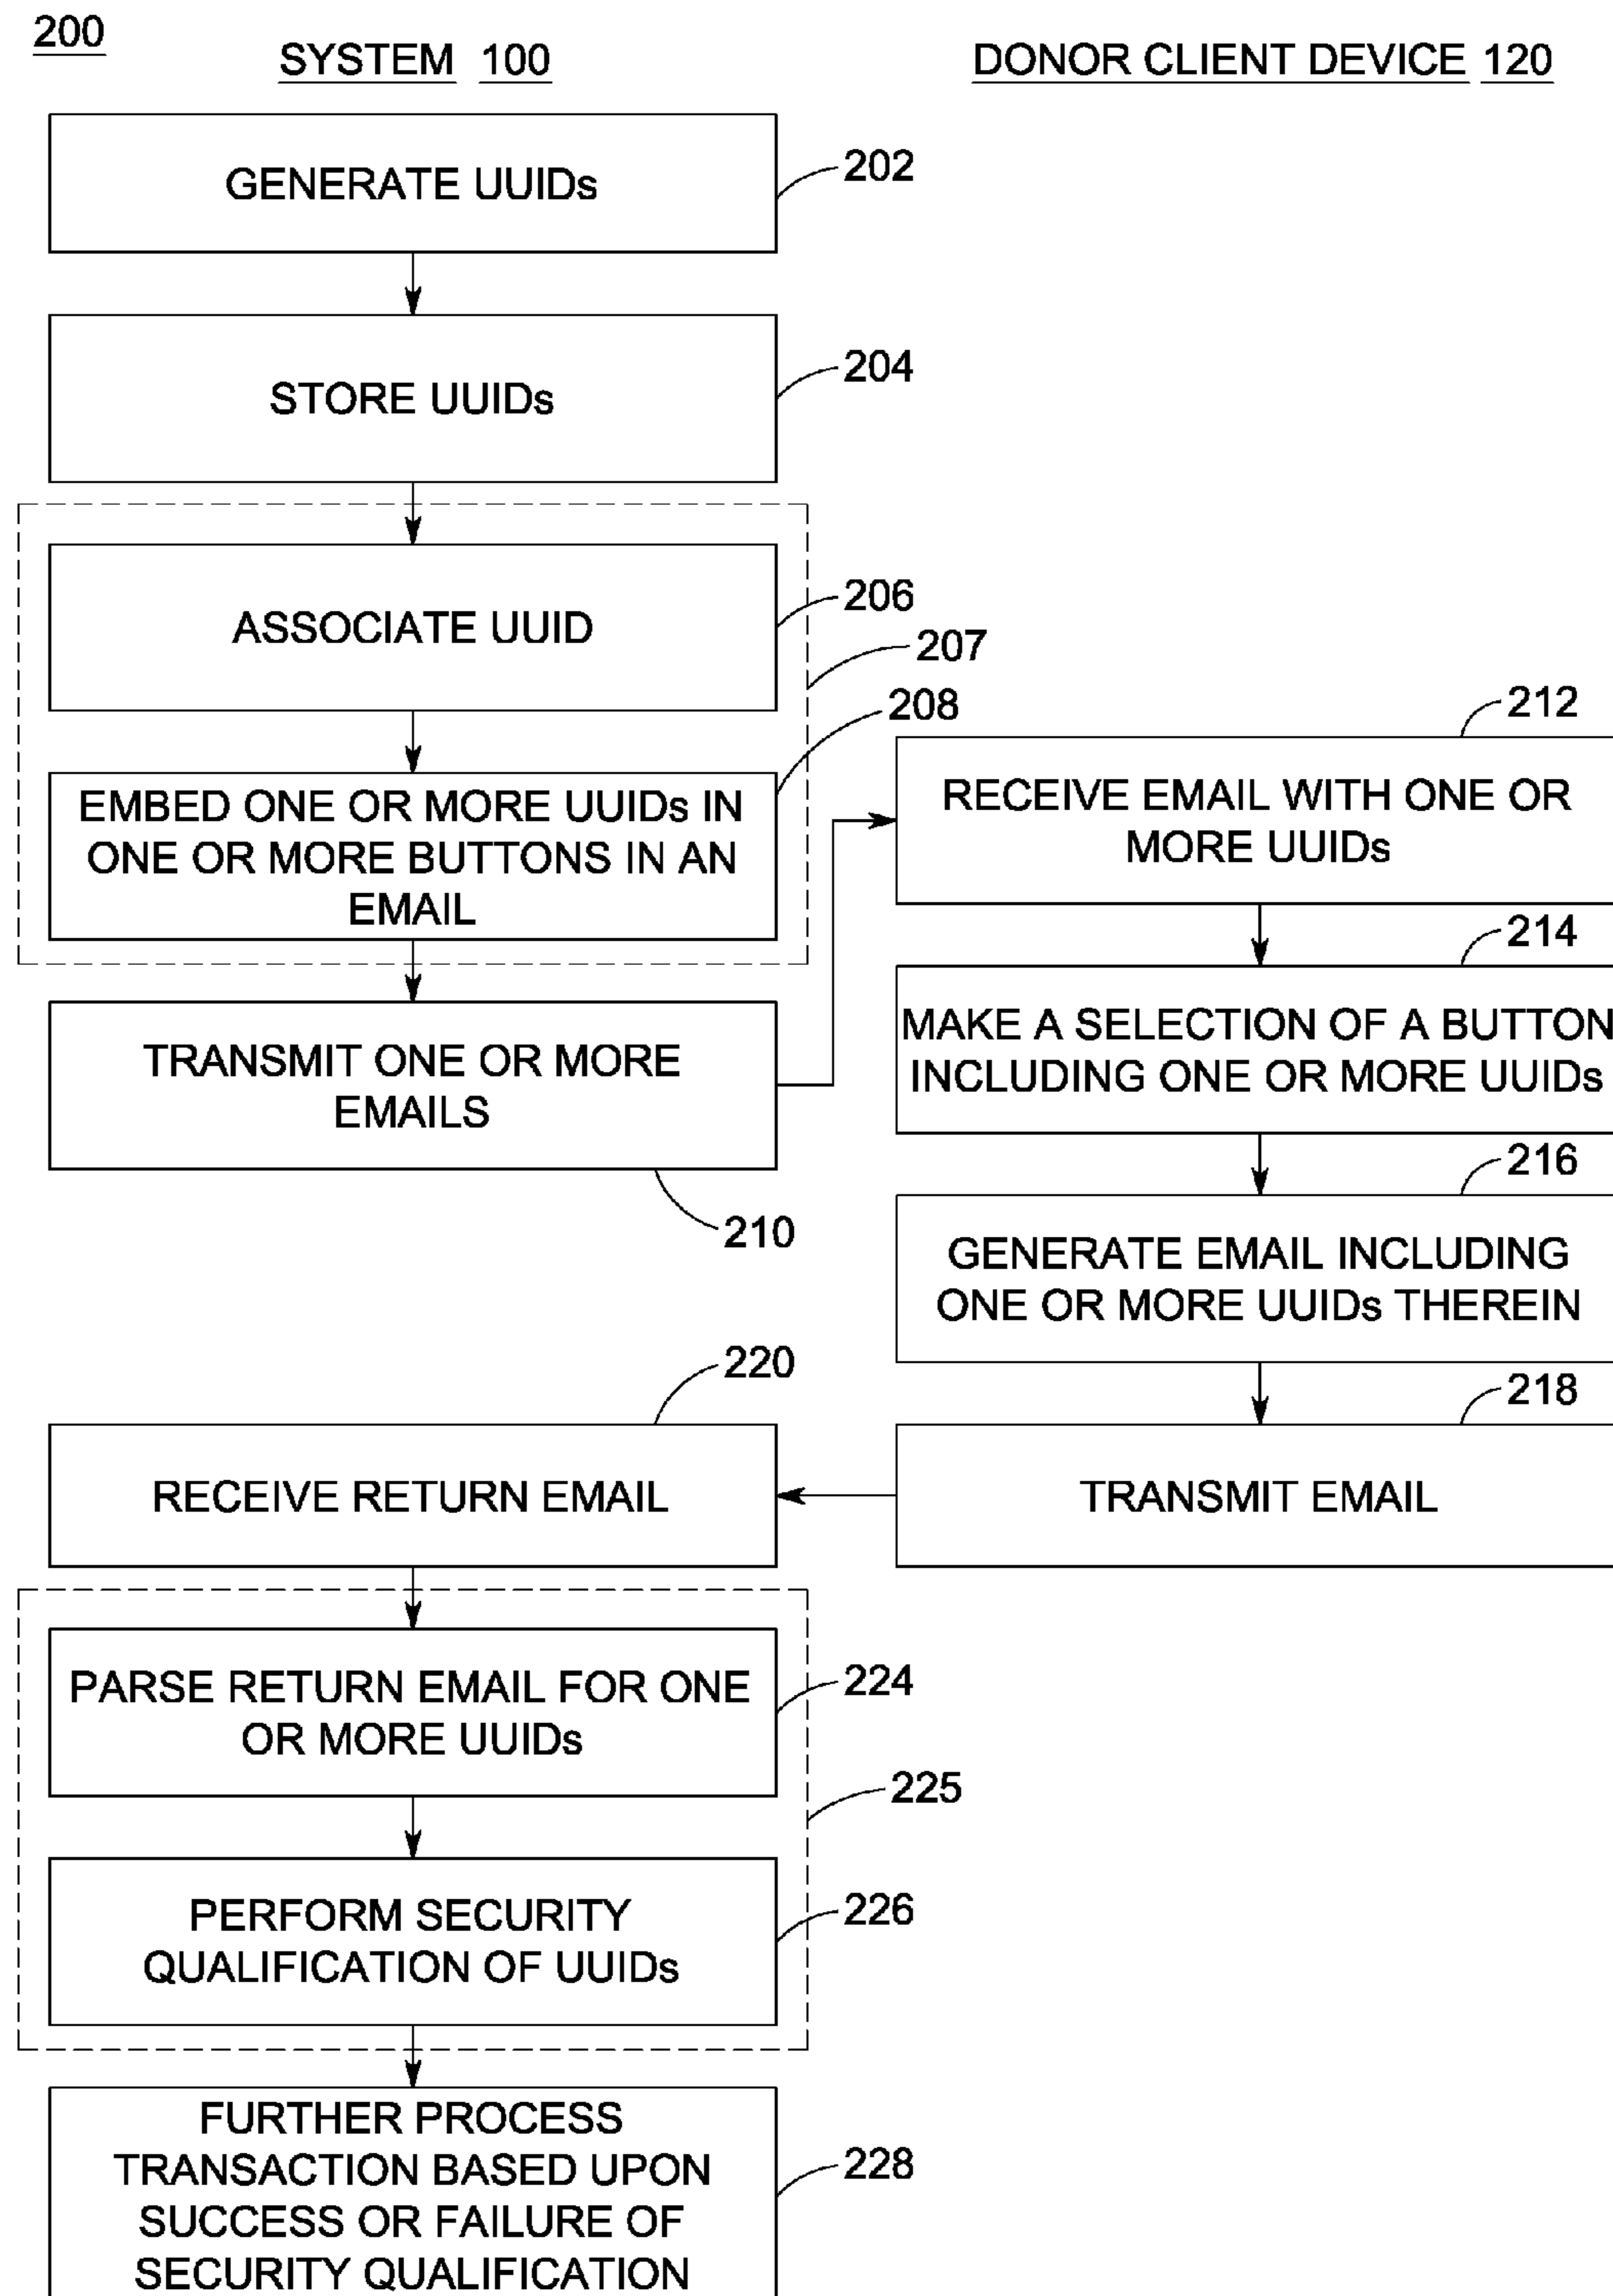 200
SYSTEM 100
DONOR CLIENT DEVICE 120
GENERATE UUIDs
202
STORE UUIDs
204
ASSOCIATE UUID
206
207
EMBED ONE OR MORE UUIDs IN
ONE OR MORE BUTTONS IN AN
EMAIL
208
TRANSMIT ONE OR MORE
EMAILS
210
212
RECEIVE EMAIL WITH ONE OR
MORE UUIDs
214
MAKE A SELECTION OF A BUTTON
INCLUDING ONE OR MORE UUIDs
216
GENERATE EMAIL INCLUDING
ONE OR MORE UUIDs THEREIN
218
TRANSMIT EMAIL
220
RECEIVE RETURN EMAIL
PARSE RETURN EMAIL FOR ONE
OR MORE UUIDs
224
225
PERFORM SECURITY
QUALIFICATION OF UUIDs
226
FURTHER PROCESS
TRANSACTION BASED UPON
SUCCESS OR FAILURE OF
SECURITY QUALIFICATION
228